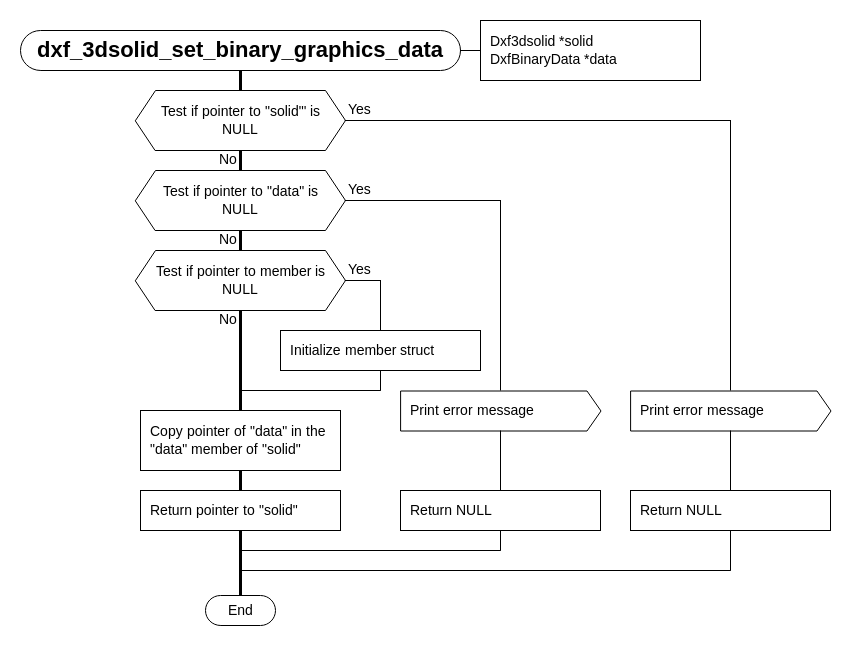 dxf_3dsolid_set_binary_graphics_data
Dxf3dsolid *solid
DxfBinaryData *data
Test if pointer to "solid"' is
NULL
Yes
No
Test if pointer to "data" is
NULL
Yes
No
Test if pointer to member is
NULL
Yes
No
Initialize member struct
Copy pointer of "data" in the
"data" member of "solid"
Print error message
Print error message
Return pointer to "solid"
Return NULL
Return NULL
End